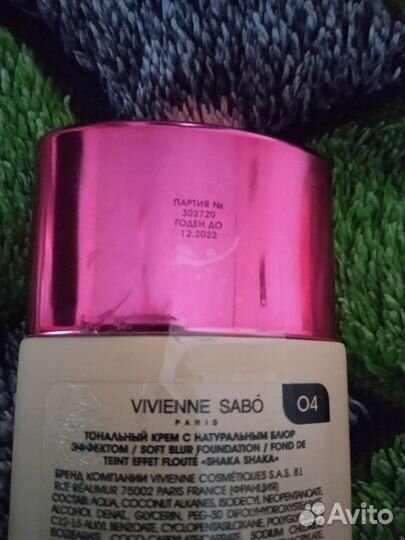 ПАРТИЯ №
302720
ГОДЕН ДО
12.2022
VIVIENNE SABÓ
PARIS
04
ТОНАЛЬНЫЙ КРЕМ С НАТУРАЛЬНЫМ БЛЮР
ЭФФЕКТОМ / SOFT BLUR FOUNDATION / FOND DE
TEINT EFFET FLOUTÉ «SHAKA SHAKA»
БРЕНД КОМПАНИИ VIVIENNE COSMÉTIQUES S.A.S. 81
RUE REAUMUR 75002 PARIS FRANCE (ФРАНЦИЯ)
СОСТАВ: AQUA, COCONUT ALKANES, ISODECYL NEOPENTANOATE,
ALCOHOL DENAT., GLYCERIN, PEG-30 DIPOLYHYDROXYSTEARATE,
C12-15 ALKYL BENZOATE, CYCLOPENTASILOXANE,
Avito